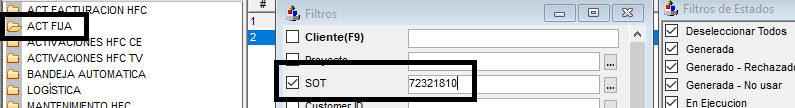 ACT FACTURACION HFC
ACT FIJA
ACTIVACIONES HFC CE
ACTIVACIONES HFC TV
BANDEJA AUTOMATICA
LOGÍSTICA
MANTENIMIENTO HFC
#
1
2
Filtros
Cliente(F9)
Proyecto
...
SOT
72321810
...
Customer ID
Filtros de Estados
Deseleccionar Todos
Generada
Generado - Rechazado
Generada - No usar
En Ejecucion